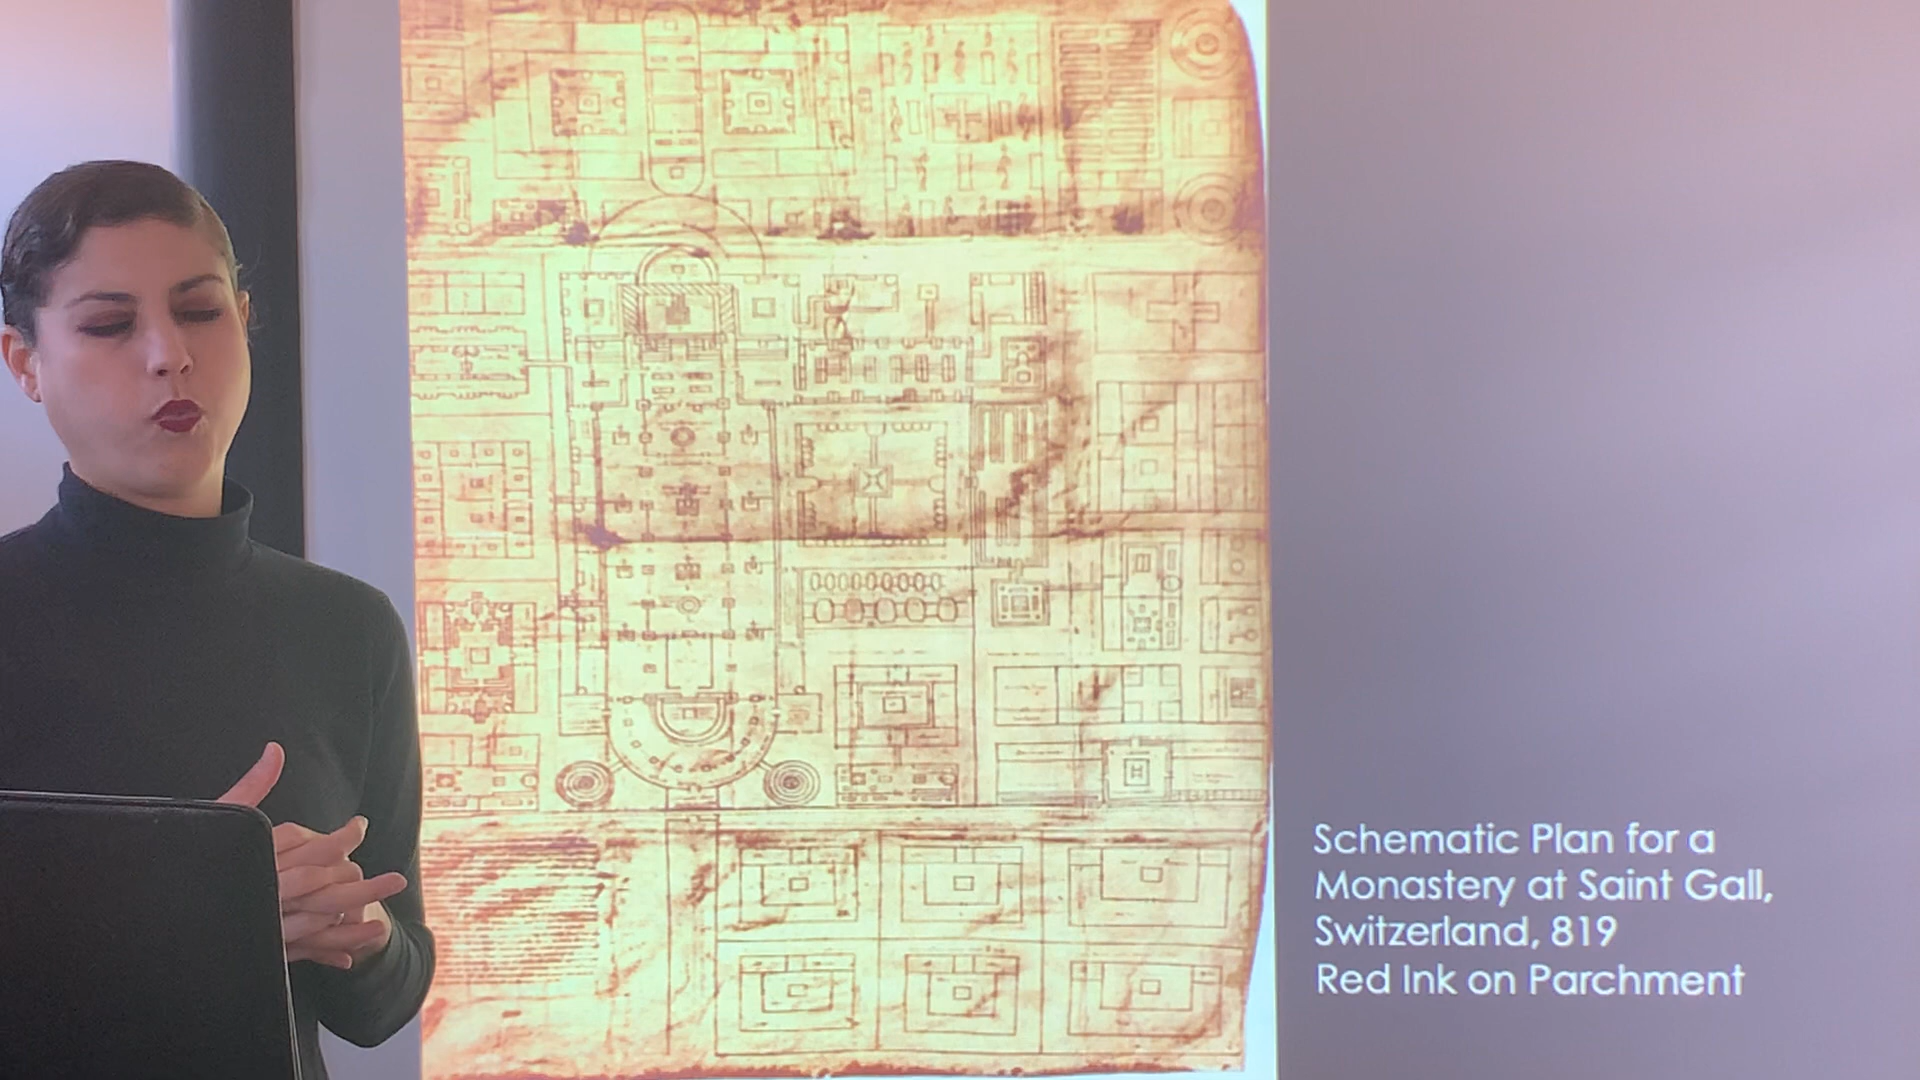 Schematic Plan for a
Monastery at Saint Gall,
Switzerland, 819
Red Ink on Parchment